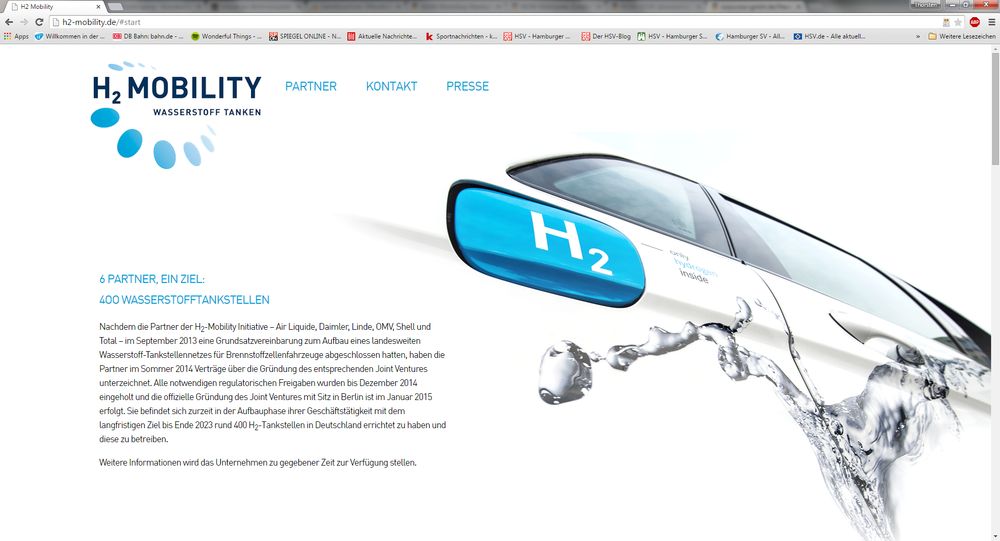 H2 Mobility
Thorsten
h2-mobility.de/#start
ABP
Apps
Willkommen in der ...
DB Bahn: bahn.de - ...
Wonderful Things - ...
SPIEGEL ONLINE - N...
Aktuelle Nachrichte...
Sportnachrichten - k...
HSV - Hamburger ...
Der HSV-Blog
HSV - Hamburger S...
Hamburger SV - All...
HSV.de - Alle aktuell...
»
Weitere Lesezeichen
H2 MOBILITY
WASSERSTOFF TANKEN
PARTNER
KONTAKT
PRESSE
H2
only
hydrogen
inside
6 PARTNER, EIN ZIEL:
400 WASSERSTOFFTANKSTELLEN
Nachdem die Partner der H2-Mobility Initiative – Air Liquide, Daimler, Linde, OMV, Shell und
Total – im September 2013 eine Grundsatzvereinbarung zum Aufbau eines landesweiten
Wasserstoff-Tankstellennetzes für Brennstoffzellenfahrzeuge abgeschlossen hatten, haben die
Partner im Sommer 2014 Verträge über die Gründung des entsprechenden Joint Ventures
unterzeichnet. Alle notwendigen regulatorischen Freigaben wurden bis Dezember 2014
eingeholt und die offizielle Gründung des Joint Ventures mit Sitz in Berlin ist im Januar 2015
erfolgt. Sie befindet sich zurzeit in der Aufbauphase ihrer Geschäftstätigkeit mit dem
langfristigen Ziel bis Ende 2023 rund 400 H2-Tankstellen in Deutschland errichtet zu haben und
diese zu betreiben.
Weitere Informationen wird das Unternehmen zu gegebener Zeit zur Verfügung stellen.